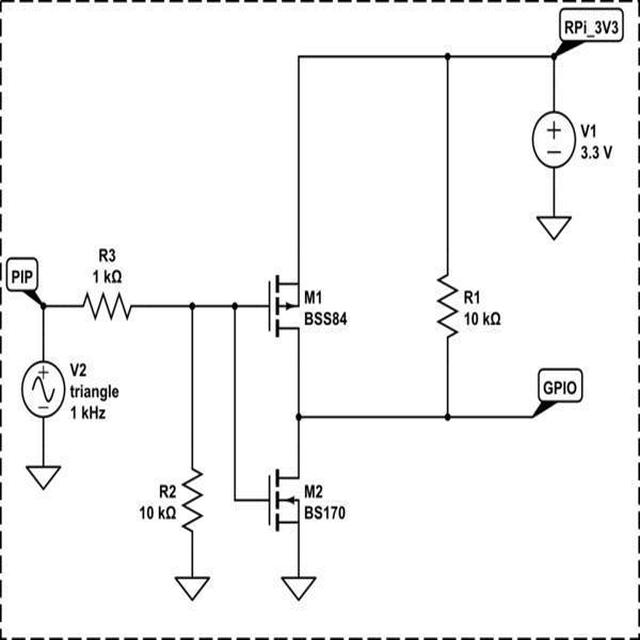 RPi_3V3
V1
3.3 V
R3
1 kΩ
PIP
M1
BSS84
R1
10 kΩ
V2
triangle
1 kHz
GPIO
R2
10 kΩ
M2
BS170